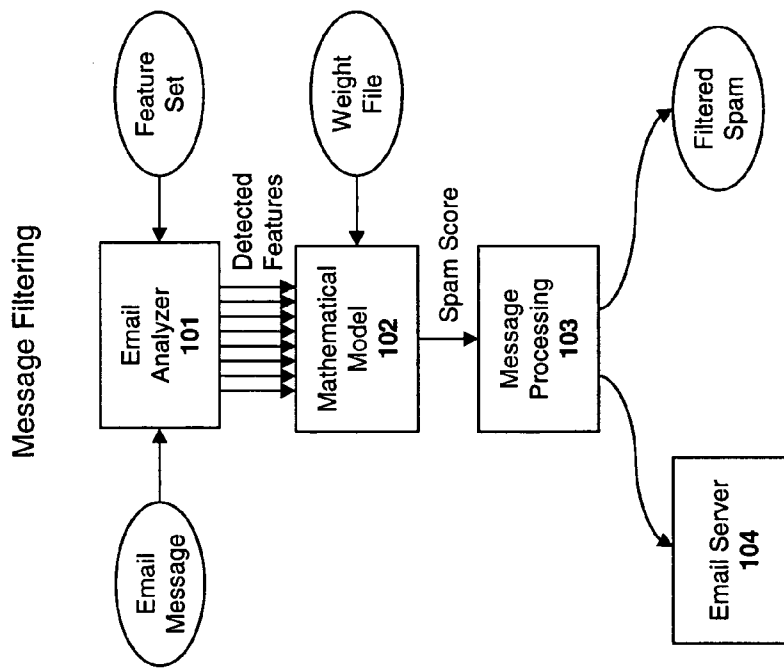 Message Filtering
Email
Message
Email
Analyzer
101
Feature
Set
Detected
Features
Mathematical
Model
102
Weight
File
Spam Score
Message
Processing
103
Email Server
104
Filtered
Spam